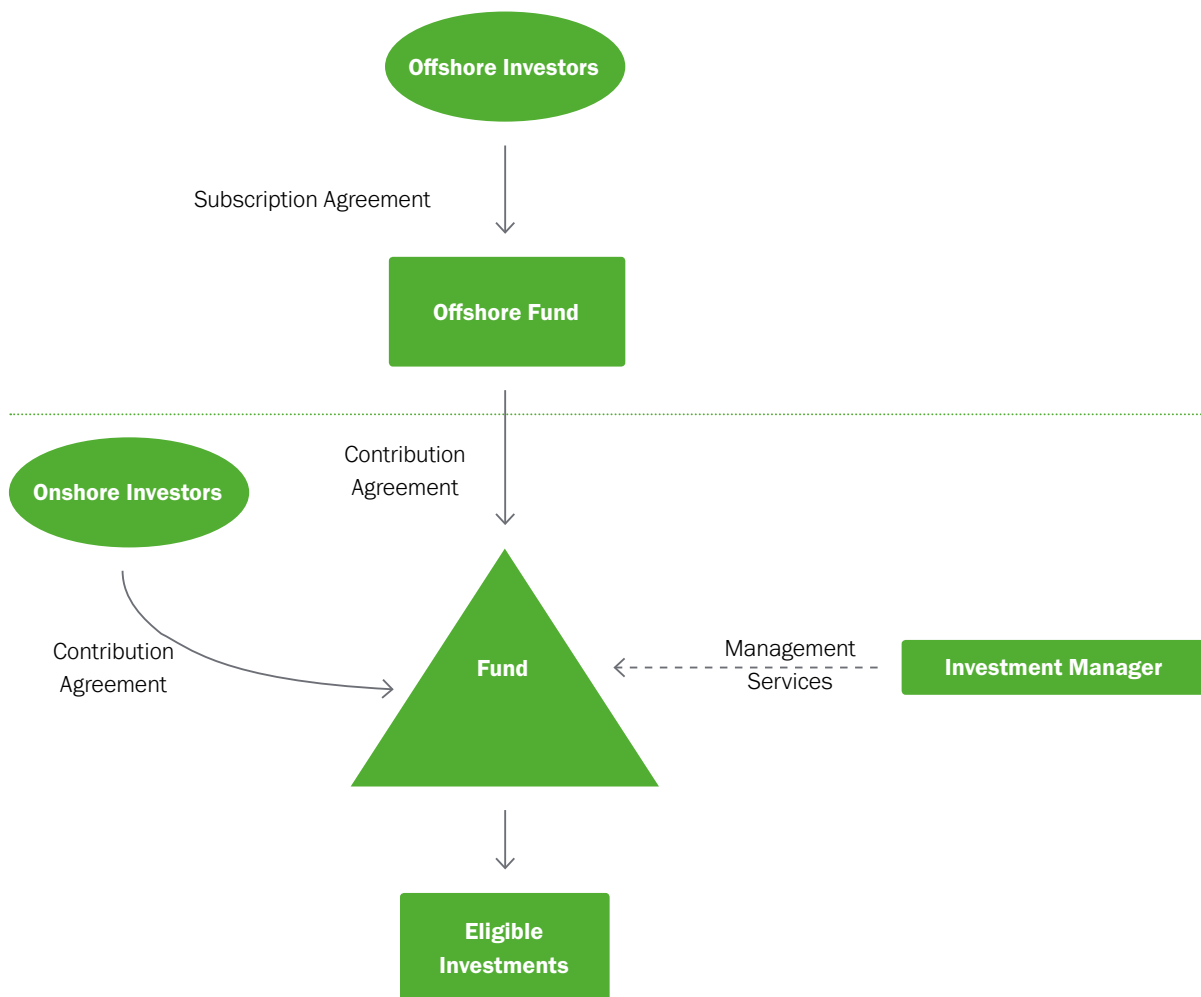 Offshore Investors
Subscription Agreement
Offshore Fund
Contribution
Agreement
Onshore Investors
Contribution
Agreement
Fund
Management
Services
Investment Manager
Eligible
Investments